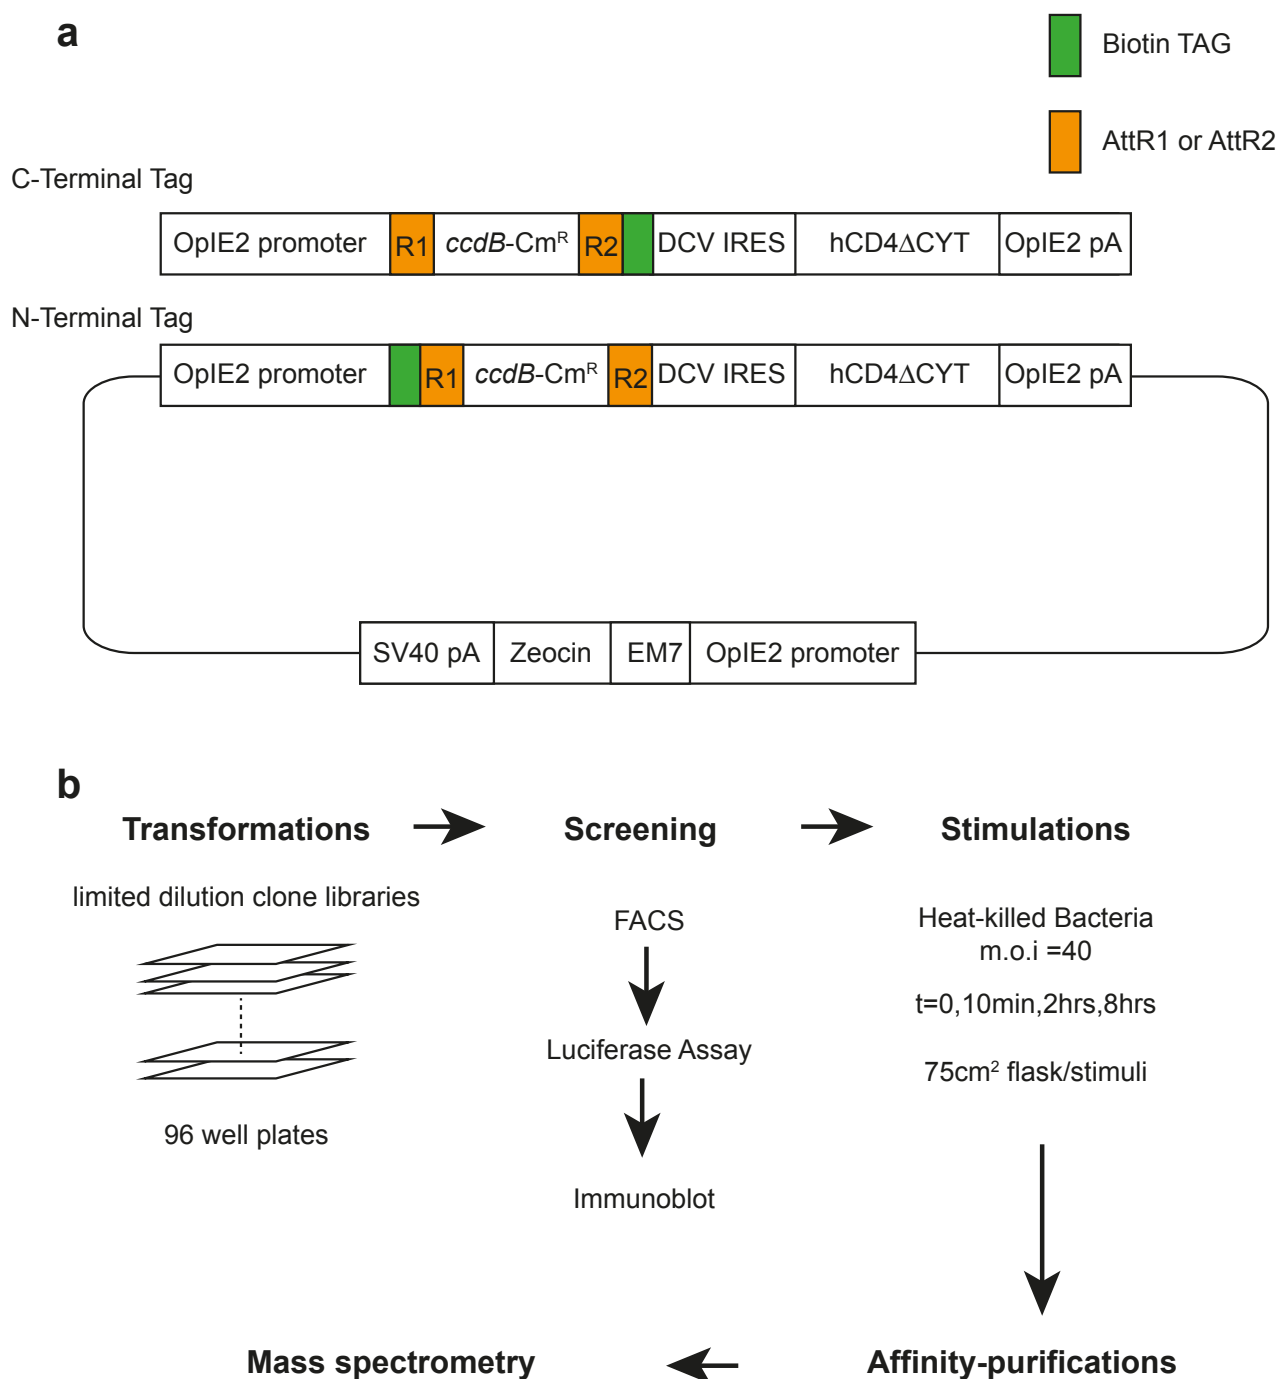 a
Biotin TAG
AttR1 or AttR2
C-Terminal Tag
OpIE2 promoter R1 ccdB-Cmᴿ R2 DCV IRES hCD4ΔCYT OpIE2 pA
N-Terminal Tag
OpIE2 promoter R1 ccdB-Cmᴿ R2 DCV IRES hCD4ΔCYT OpIE2 pA
SV40 pA Zeocin EM7 OpIE2 promoter
b
Transformations Screening Stimulations
limited dilution clone libraries
96 well plates
FACS
Luciferase Assay
Immunoblot
Heat-killed Bacteria
m.o.i =40
t=0,10min,2hrs,8hrs
75cm² flask/stimuli
Mass spectrometry Affinity-purifications